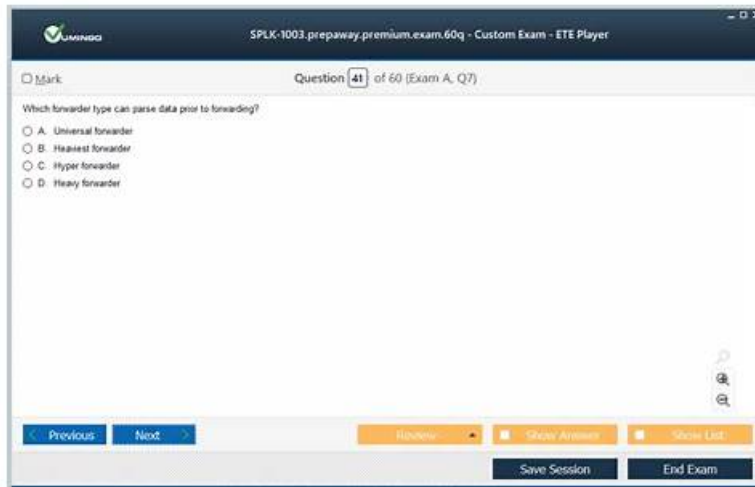 VUMINGO
SPLK-1003.prepaway.premium.exam.60q - Custom Exam - ETE Player
Mark
Question 41 of 60 (Exam A, Q7)
Which forwarder type can parse data prior to forwarding?
A. Universal forwarder
B. Heaviest forwarder
C. Hyper forwarder
D. Heavy forwarder
Previous
Next
Review
Show Answer
Show List
Save Session
End Exam